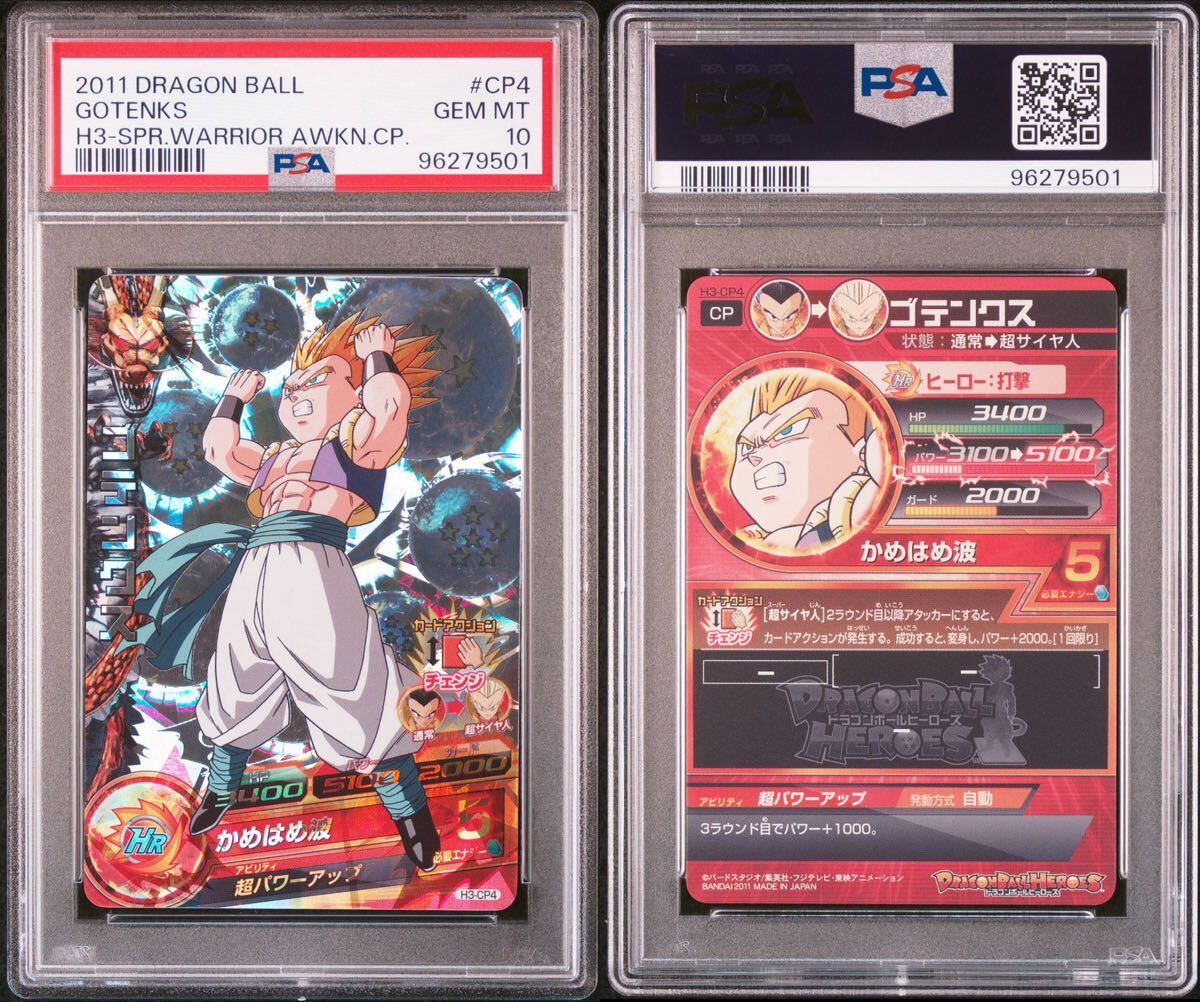 2011 DRAGON BALL #CP4
GOTENKS GEM MT
H3-SPR.WARRIOR AWKN.CP. 10
PSA 96279501
ゴテンクス
カードアクション
チェンジ
通常 超サイヤ人
HP パワー ガード
3400 5100 2000
HR かめはめ波 5
必要エナジー
アビリティ
超パワーアップ
H3-CP4
PSA PSA
96279501
H3-CP4
CP ゴテンクス
状態:通常➡超サイヤ人
HR ヒーロー:打撃
HP 3400
パワー 3100➡5100
ガード 2000
かめはめ波 5
必要エナジー
カードアクション
チェンジ
[超サイヤ人]2ラウンド目以降アタッカーにすると、
カードアクションが発生する。成功すると、変身し、パワー+2000。[1回限り]
ー ー
DRAGON BALL
ドラゴンボールヒーローズ
HEROES
ー
アビリティ 超パワーアップ 発動方式 自動
3ラウンド目でパワー+1000。
©バードスタジオ/集英社・フジテレビ・東映アニメーション
BANDAI 2011 MADE IN JAPAN
DRAGONBALL HEROES
ドラゴンボールヒーローズ
PSA